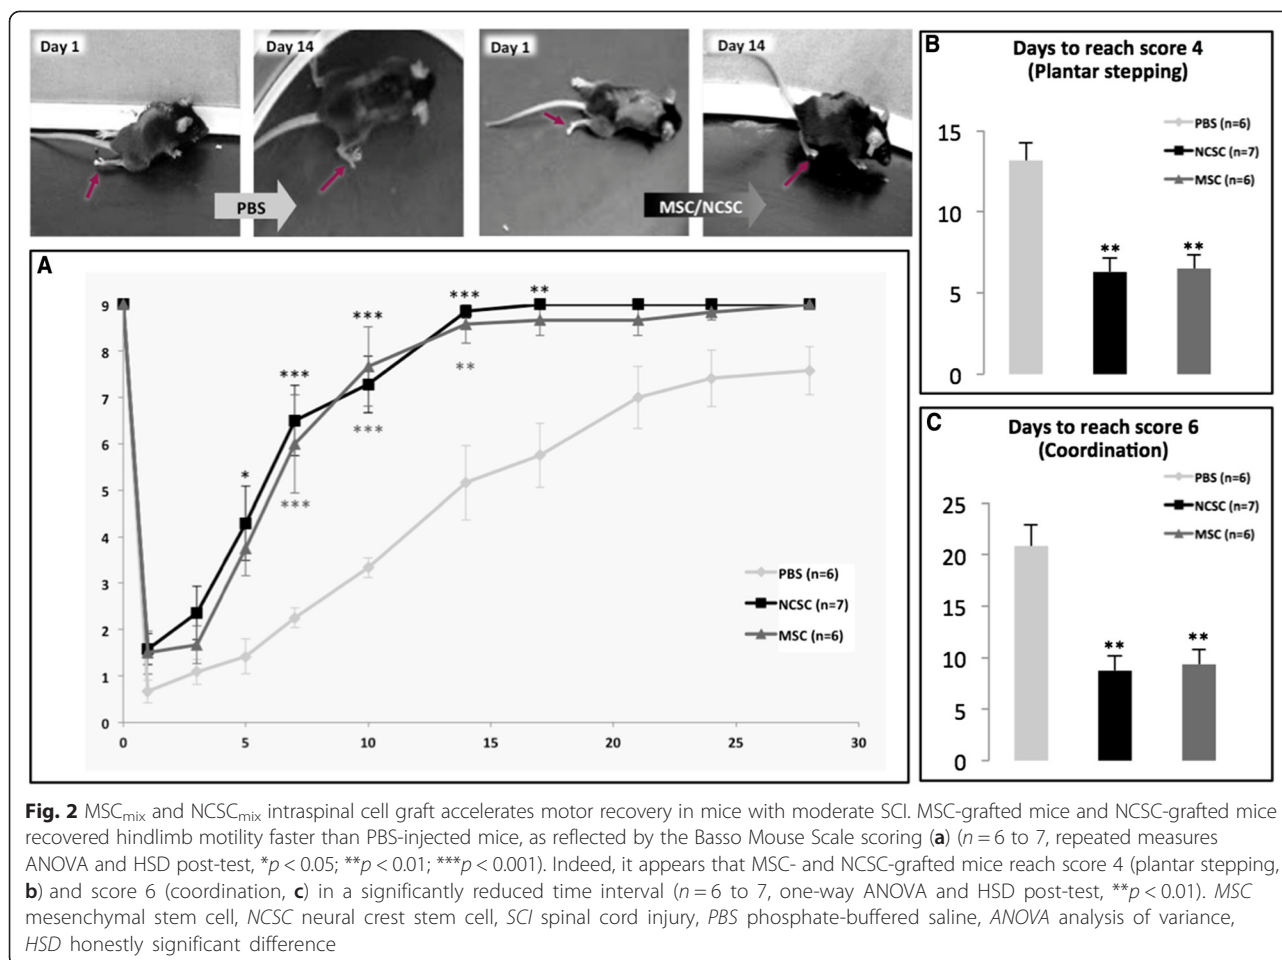 Day 1
Day 14
Day 1
Day 14
PBS
MSC/NCSC
A
***
**
***
***
**
***
*
***
9
8
7
6
5
4
3
2
1
0
0 5 10 15 20 25 30
PBS (n=6)
NCSC (n=7)
MSC (n=6)
B
Days to reach score 4
(Plantar stepping)
PBS (n=6)
NCSC (n=7)
MSC (n=6)
15
10
5
0
**
**
C
Days to reach score 6
(Coordination)
PBS (n=6)
NCSC (n=7)
MSC (n=6)
25
20
15
10
5
0
**
**
Fig. 2 MSCmix and NCSCmix intraspinal cell graft accelerates motor recovery in mice with moderate SCI. MSC-grafted mice and NCSC-grafted mice
recovered hindlimb motility faster than PBS-injected mice, as reflected by the Basso Mouse Scale scoring (a) (n = 6 to 7, repeated measures
ANOVA and HSD post-test, *p < 0.05; **p < 0.01; ***p < 0.001). Indeed, it appears that MSC- and NCSC-grafted mice reach score 4 (plantar stepping,
b) and score 6 (coordination, c) in a significantly reduced time interval (n = 6 to 7, one-way ANOVA and HSD post-test, **p < 0.01). MSC
mesenchymal stem cell, NCSC neural crest stem cell, SCI spinal cord injury, PBS phosphate-buffered saline, ANOVA analysis of variance,
HSD honestly significant difference